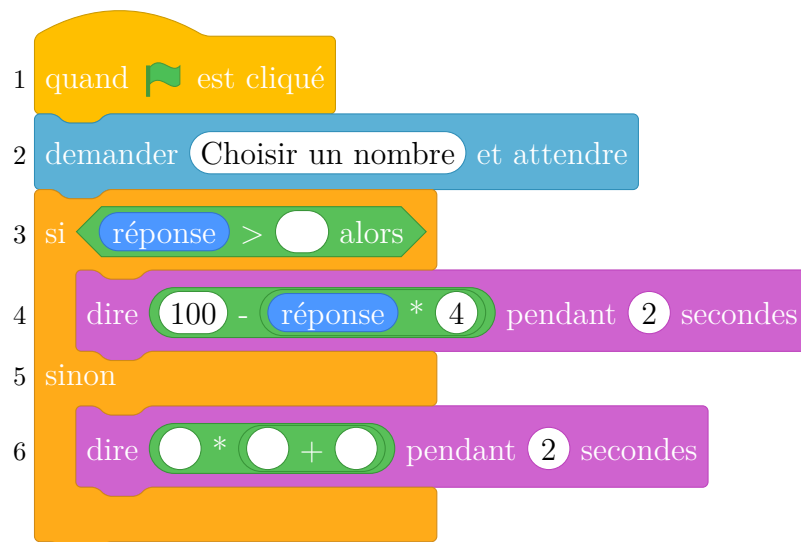 1 quand est cliqué
2 demander Choisir un nombre et attendre
3 si réponse > alors
4 dire 100 - réponse * 4 pendant 2 secondes
5 sinon
6 dire * + pendant 2 secondes